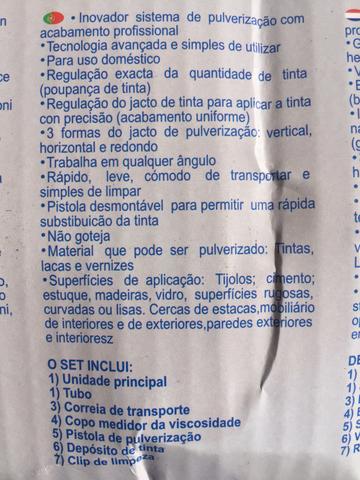 • Inovador sistema de pulverização com
acabamento profissional
•Tecnologia avançada e simples de utilizar
•Para uso doméstico
•Regulação exacta da quantidade de tinta
(poupança de tinta)
•Regulação do jacto de tinta para aplicar a tinta
con precisão (acabamento uniforme)
•3 formas do jacto de pulverização: vertical,
horizontal e redondo
•Trabalha em qualquer ângulo
•Rápido, leve, cómodo de transportar e
simples de limpar
•Pistola desmontável para permitir uma rápida
substibuicão da tinta
•Não goteja
•Material que pode ser pulverizado: Tintas,
lacas e vernizes
•Superfícies de aplicação: Tijolos; cimento;
estuque, madeiras, vidro, superfícies rugosas,
curvadas ou lisas. Cercas de estacas,mobiliário
de interiores e de exteriores,paredes exteriores
e interioresz
O SET INCLUI:
1) Unidade principal
1) Tubo
3) Correia de transporte
4) Copo medidor da viscosidade
5) Pistola de pulverização
6) Depósito de tinta
7) Clip de limpeza